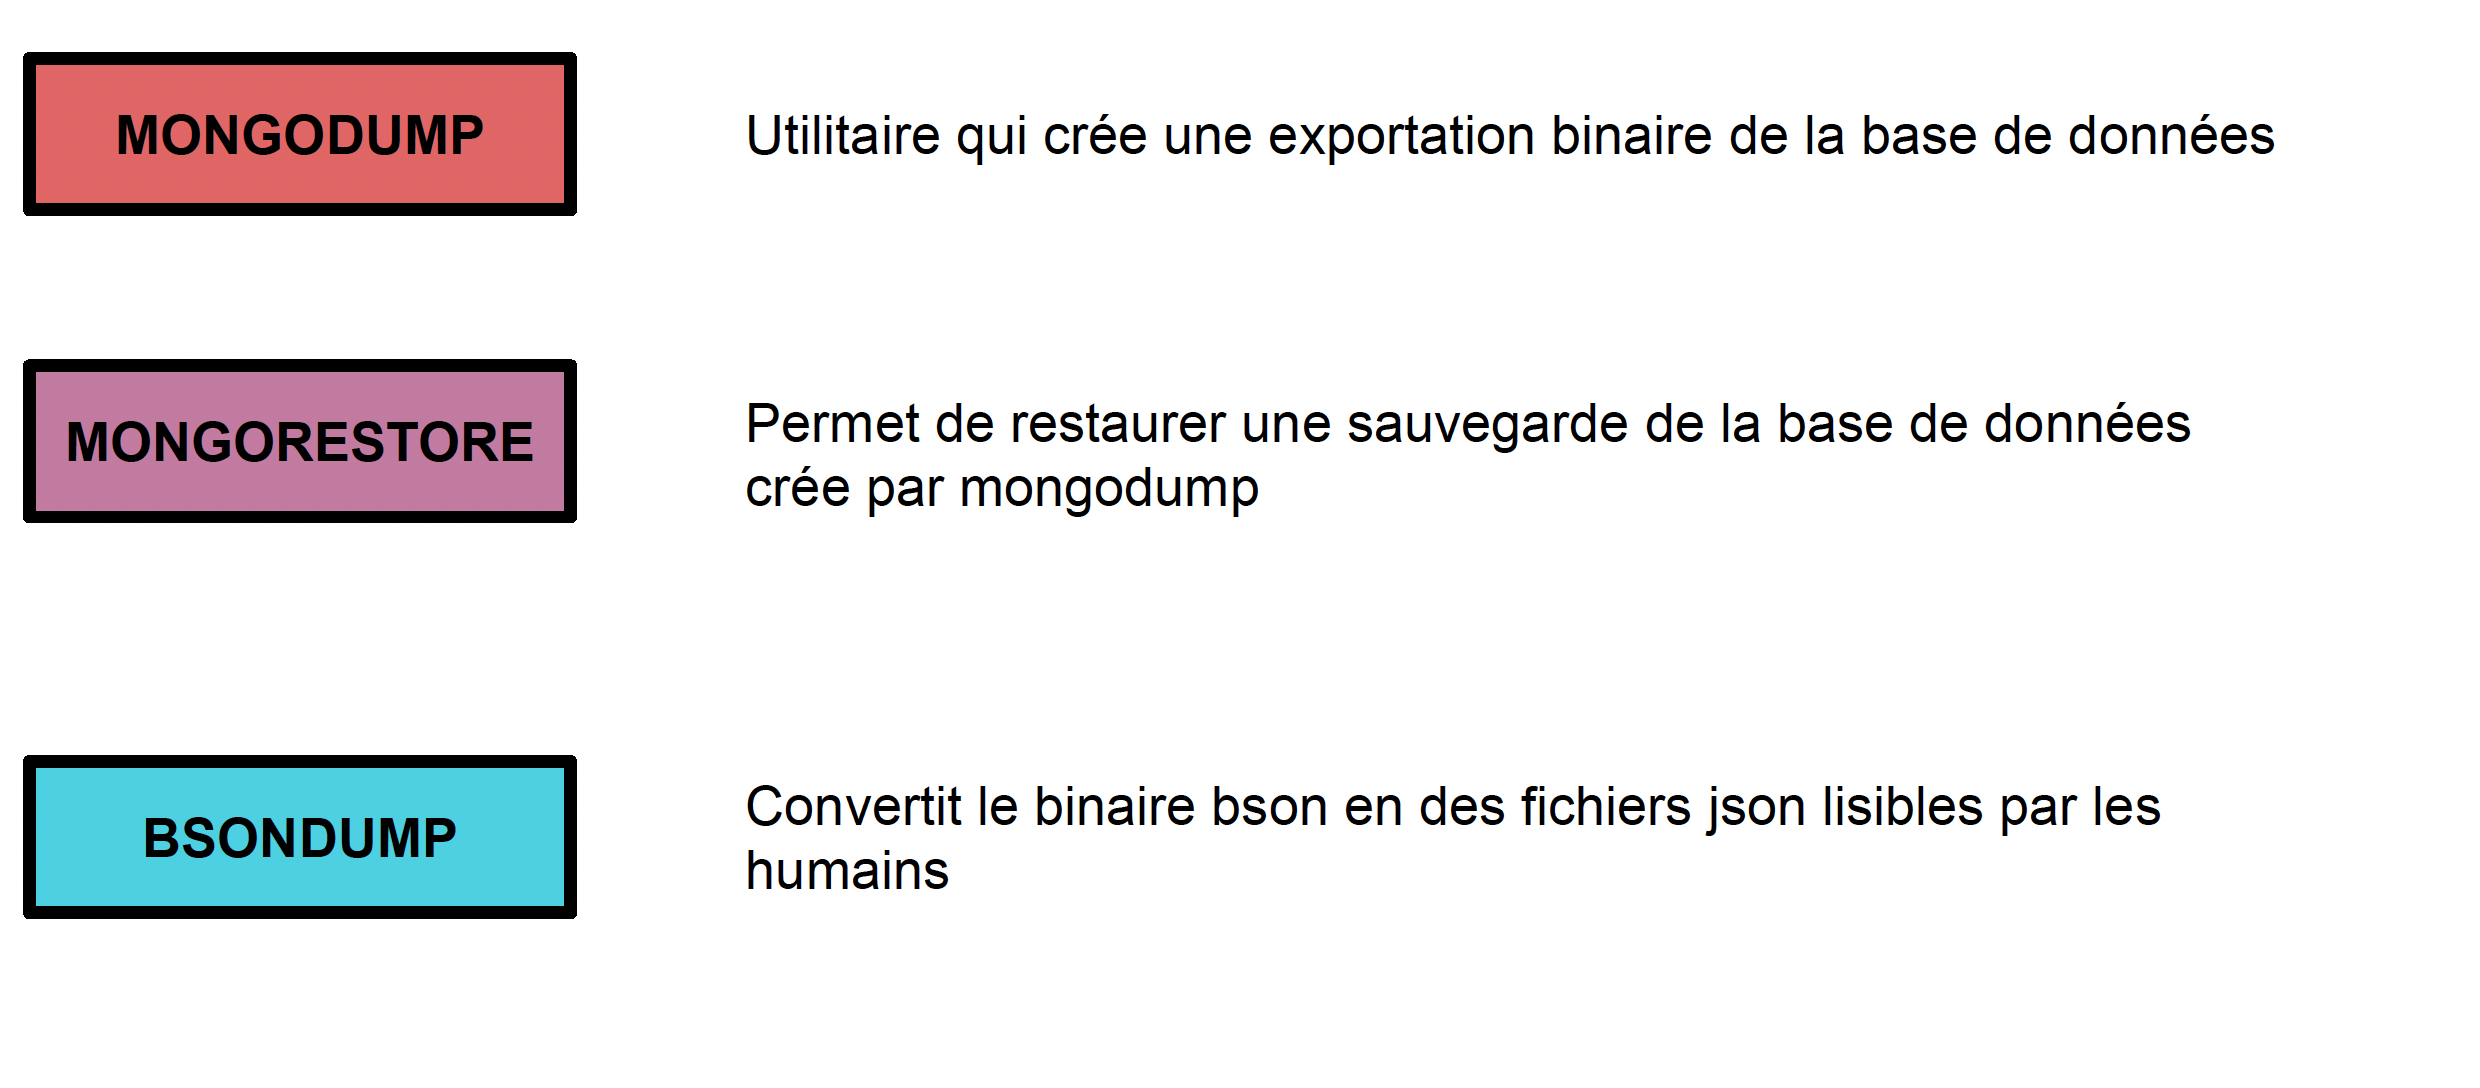 MONGODUMP
Utilitaire qui crée une exportation binaire de la base de données
MONGORESTORE
Permet de restaurer une sauvegarde de la base de données
crée par mongodump
BSONDUMP
Convertit le binaire bson en des fichiers json lisibles par les
humains